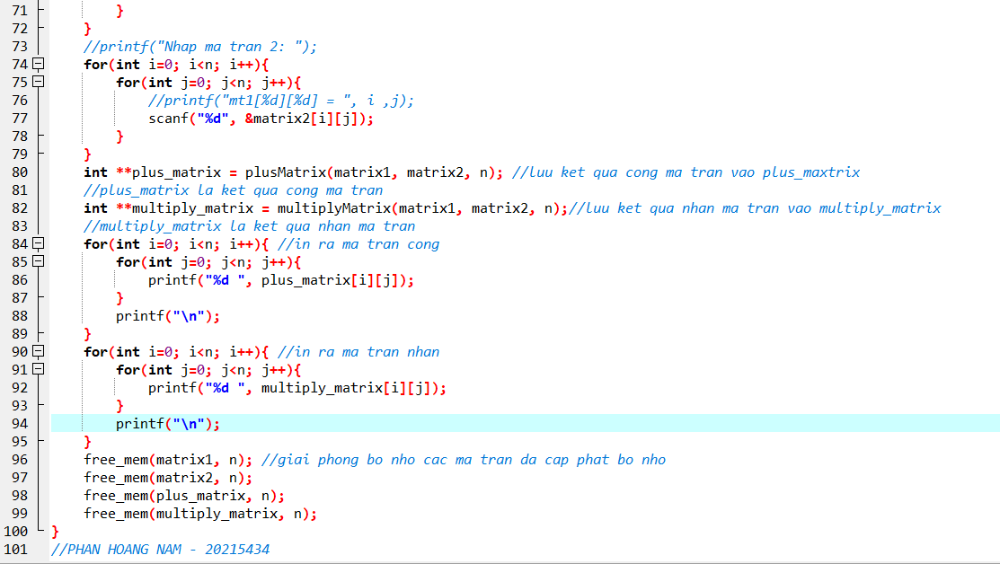 71 }
72 }
73 //printf("Nhap ma tran 2: ");
74 for(int i=0; i<n; i++){
75 for(int j=0; j<n; j++){
76 //printf("mt1[%d][%d] = ", i ,j);
77 scanf("%d", &matrix2[i][j]);
78 }
79 }
80 int **plus_matrix = plusMatrix(matrix1, matrix2, n); //luu ket qua cong ma tran vao plus_maxtrix
81 //plus_matrix la ket qua cong ma tran
82 int **multiply_matrix = multiplyMatrix(matrix1, matrix2, n);//luu ket qua nhan ma tran vao multiply_matrix
83 //multiply_matrix la ket qua nhan ma tran
84 for(int i=0; i<n; i++){ //in ra ma tran cong
85 for(int j=0; j<n; j++){
86 printf("%d ", plus_matrix[i][j]);
87 }
88 printf("\n");
89 }
90 for(int i=0; i<n; i++){ //in ra ma tran nhan
91 for(int j=0; j<n; j++){
92 printf("%d ", multiply_matrix[i][j]);
93 }
94 printf("\n");
95 }
96 free_mem(matrix1, n); //giai phong bo nho cac ma tran da cap phat bo nho
97 free_mem(matrix2, n);
98 free_mem(plus_matrix, n);
99 free_mem(multiply_matrix, n);
100 }
101 //PHAN HOANG NAM - 20215434